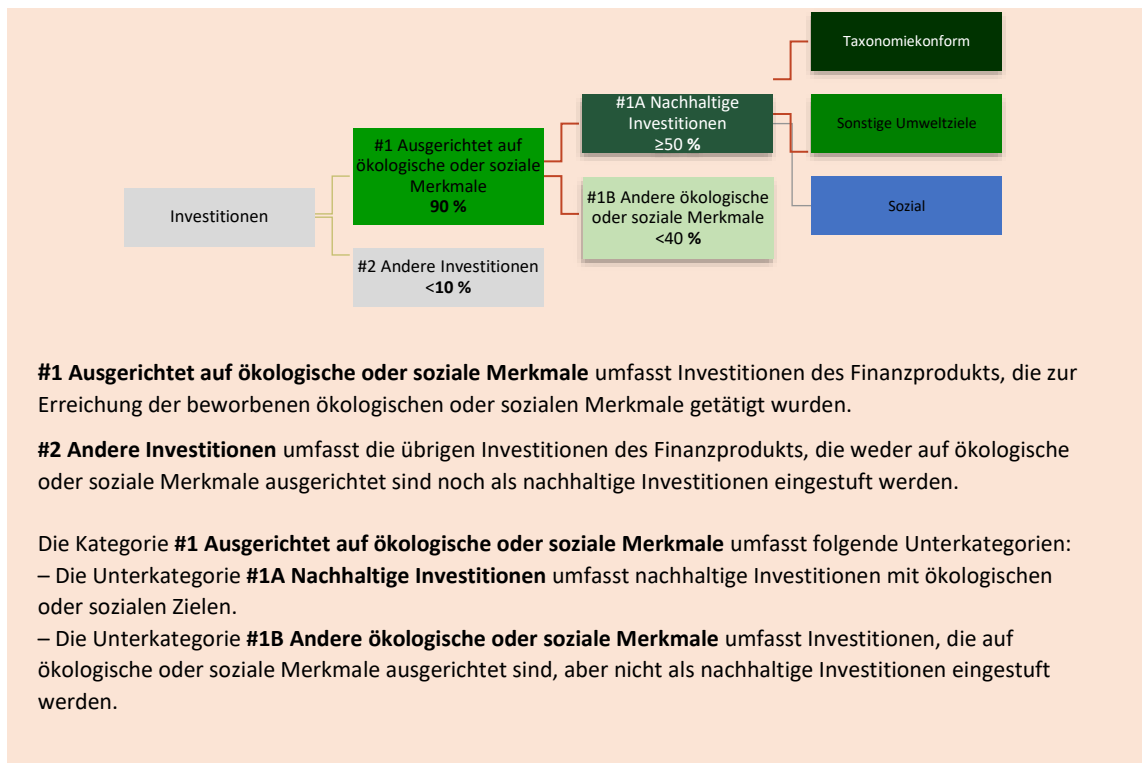 Taxonomiekonform
#1A Nachhaltige
Investitionen
≥50 %
Sonstige Umweltziele
#1 Ausgerichtet auf
ökologische oder soziale
Merkmale
90 %
#1B Andere ökologische
oder soziale Merkmale
<40 %
Sozial
Investitionen
#2 Andere Investitionen
<10 %
#1 Ausgerichtet auf ökologische oder soziale Merkmale umfasst Investitionen des Finanzprodukts, die zur
Erreichung der beworbenen ökologischen oder sozialen Merkmale getätigt wurden.
#2 Andere Investitionen umfasst die übrigen Investitionen des Finanzprodukts, die weder auf ökologische
oder soziale Merkmale ausgerichtet sind noch als nachhaltige Investitionen eingestuft werden.
Die Kategorie #1 Ausgerichtet auf ökologische oder soziale Merkmale umfasst folgende Unterkategorien:
– Die Unterkategorie #1A Nachhaltige Investitionen umfasst nachhaltige Investitionen mit ökologischen
oder sozialen Zielen.
– Die Unterkategorie #1B Andere ökologische oder soziale Merkmale umfasst Investitionen, die auf
ökologische oder soziale Merkmale ausgerichtet sind, aber nicht als nachhaltige Investitionen eingestuft
werden.